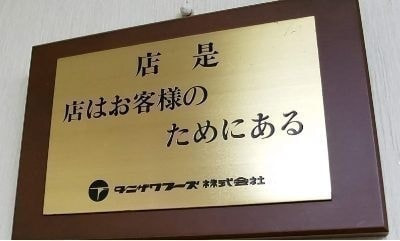 店是
店はお客様の
ためにある
タニザワフーズ株式会社